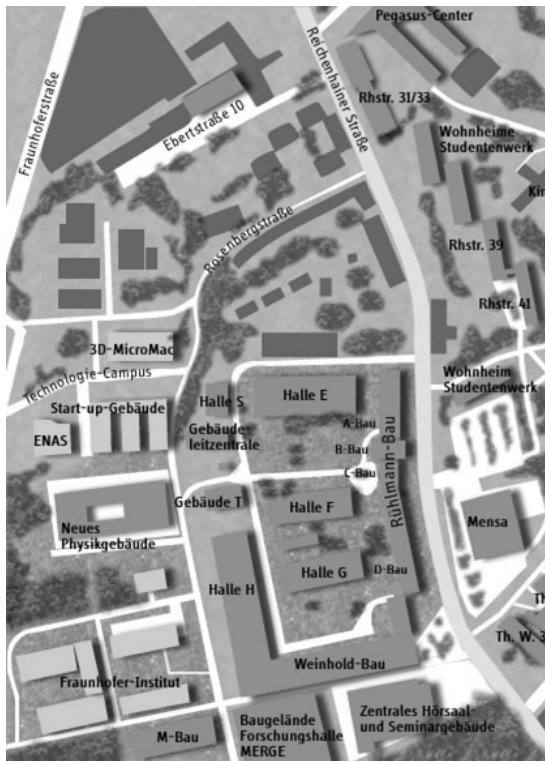 Pegasus-Center
Reichenhainer Straße
Fraunhoferstraße
Rhstr. 31/33
Ebertstraße 10
Wohnheime
Studentenwerk
Rosenbergstraße
Rhstr. 39
Rhstr. 41
3D-MicroMac
Technologie-Campus
Wohnheim
Studentenwerk
Halle S
Halle E
Start-up-Gebäude
Gebäude-
leitzentrale
A-Bau
ENAS
B-Bau
Rühlmann-Bau
C-Bau
Gebäude T
Halle F
Mensa
Neues
Physikgebäude
Halle G
D-Bau
Halle H
Th. W. 3
Weinhold-Bau
Fraunhofer-Institut
Zentrales Hörsaal-
und Seminargebäude
Baugelände
Forschungshalle
MERGE
M-Bau